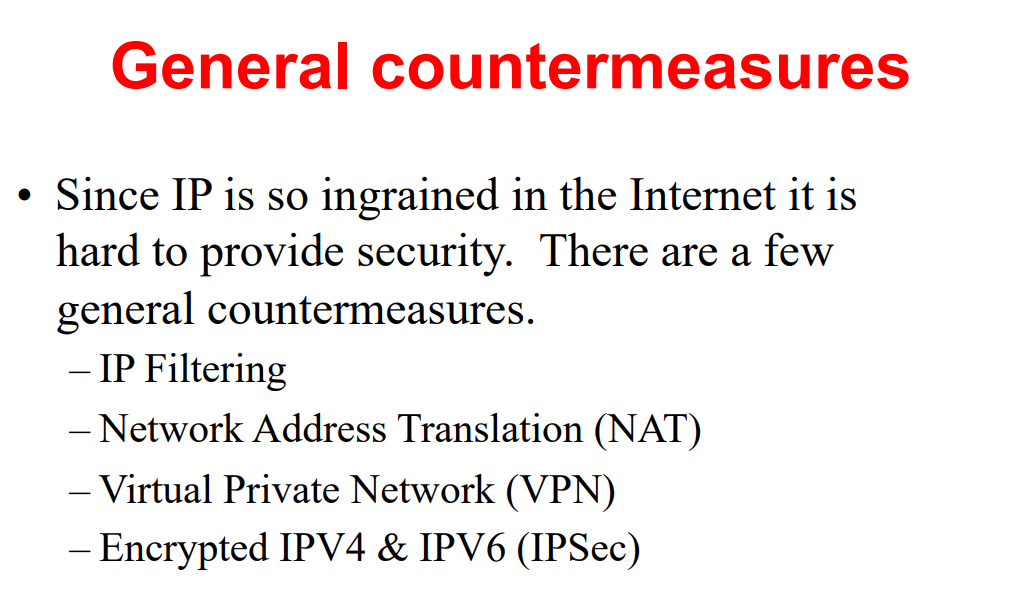 General countermeasures
• Since IP is so ingrained in the Internet it is
hard to provide security.  There are a few
general countermeasures.
– IP Filtering
– Network Address Translation (NAT)
– Virtual Private Network (VPN)
– Encrypted IPV4 & IPV6 (IPSec)